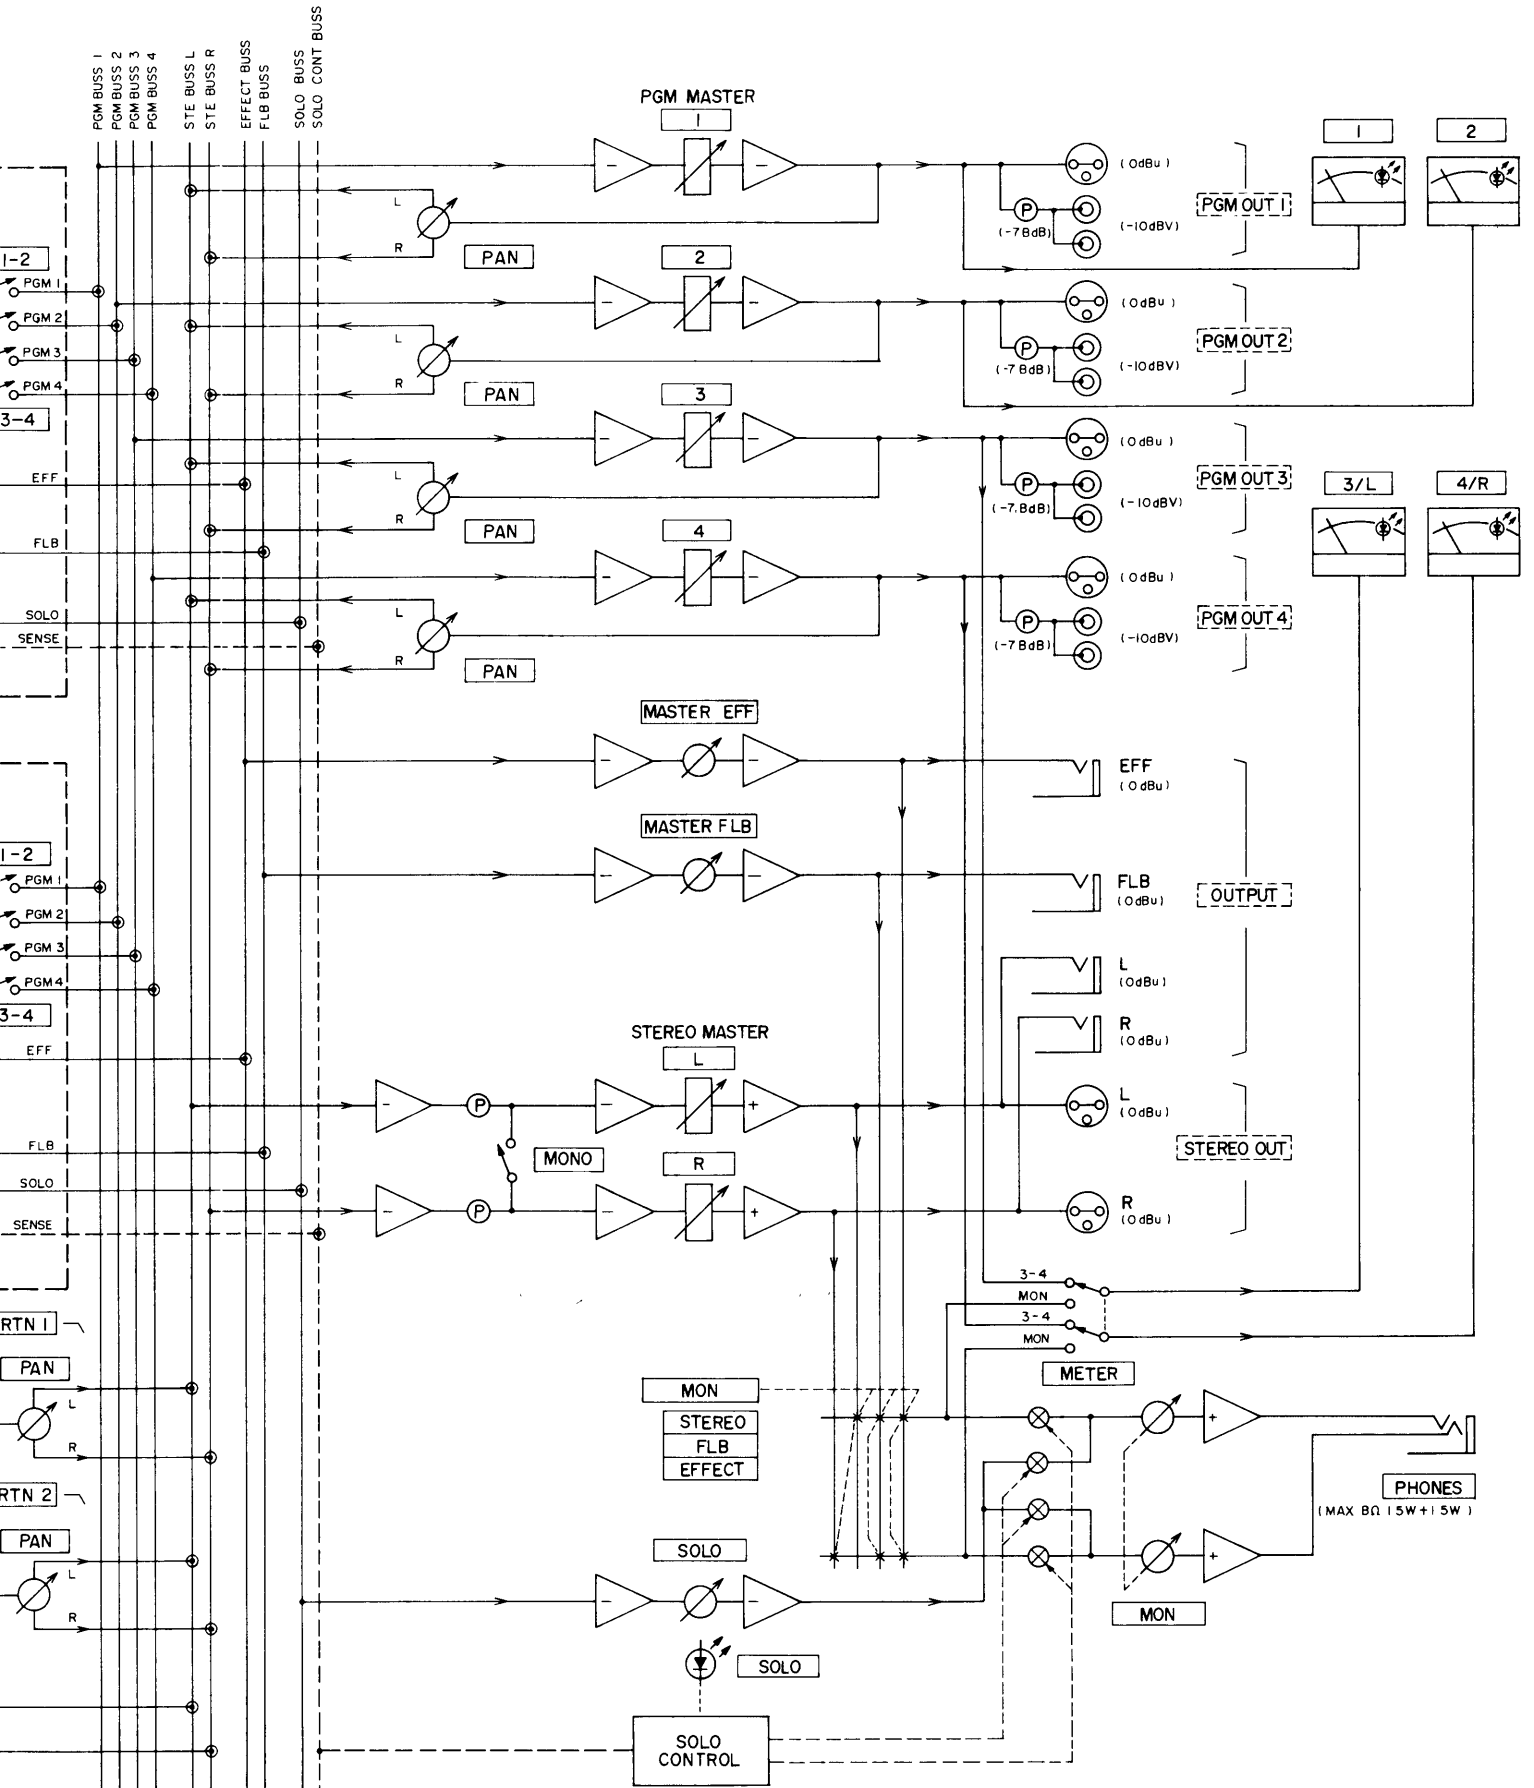 PGM BUSS 1
PGM BUSS 2
PGM BUSS 3
PGM BUSS 4
STE BUSS L
STE BUSS R
EFFECT BUSS
FLB BUSS
SOLO BUSS
SOLO CONT BUSS
PGM MASTER
1
1
2
(0dBu)
L
PGM OUT 1
P
(-10dBV)
(-7.8dB)
R
PAN
2
1-2
PGM 1
(0dBu)
PGM 2
L
P
PGM OUT 2
PGM 3
(-7.8dB)
(-10dBV)
PGM 4
R
PAN
3
3-4
(0dBu)
EFF
L
P
PGM OUT 3
3/L
4/R
(-7.8dB)
(-10dBV)
R
PAN
4
FLB
(0dBu)
SOLO
L
P
PGM OUT 4
SENSE
(-7.8dB)
(-10dBV)
R
PAN
MASTER EFF
EFF
(0dBu)
MASTER FLB
1-2
PGM 1
FLB
(0dBu)
OUTPUT
PGM 2
PGM 3
L
(0dBu)
PGM 4
3-4
STEREO MASTER
R
(0dBu)
EFF
L
P
L
(0dBu)
FLB
MONO
R
STEREO OUT
SOLO
P
R
(0dBu)
SENSE
3-4
MON
RTN 1
3-4
MON
PAN
METER
MON
L
STEREO
R
FLB
EFFECT
RTN 2
PHONES
(MAX 8Ω 1.5W+1.5W)
PAN
SOLO
L
R
MON
SOLO
SOLO
CONTROL